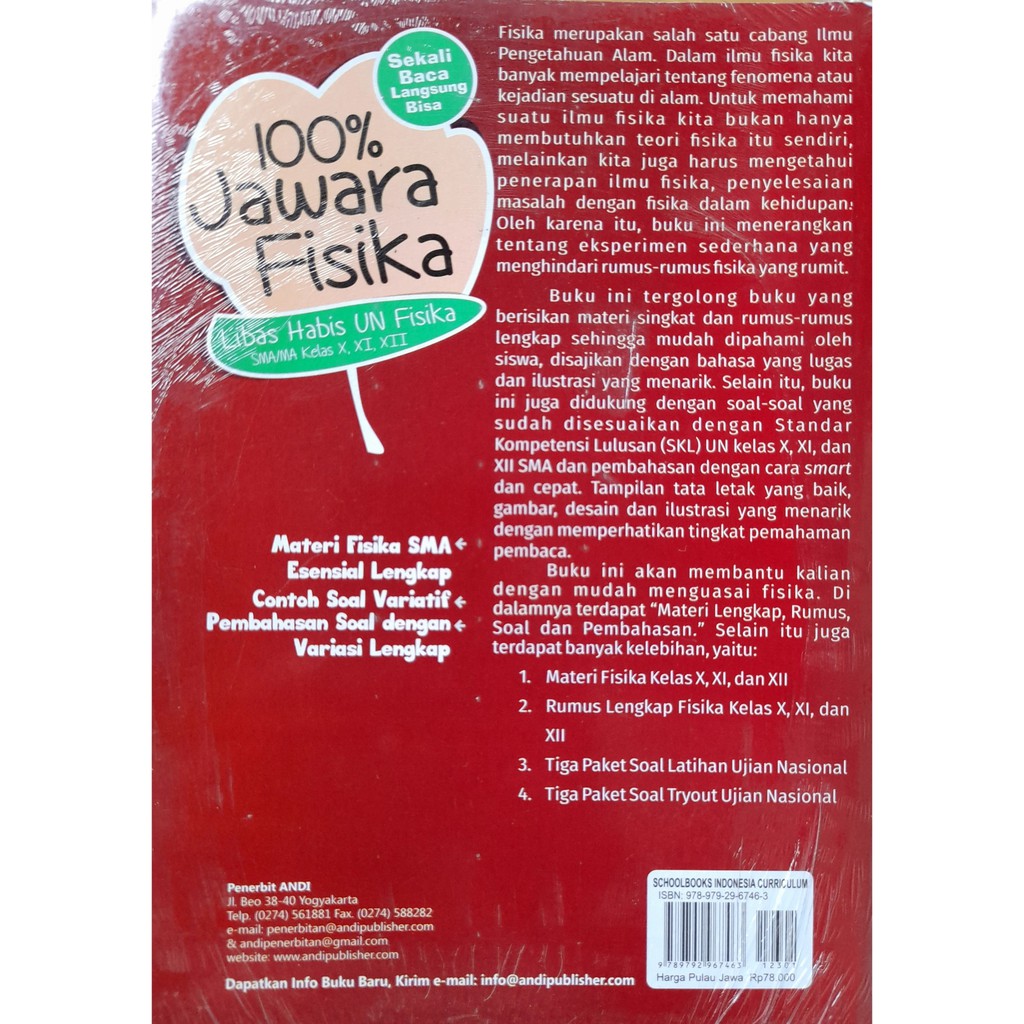 Sekali
Baca
Langsung
Bisa
100%
Jawara
Fisika
Libas Habis UN Fisika
SMA/MA Kelas X, XI, XII
Materi Fisika SMA
Esensial Lengkap
Contoh Soal Variatif
Pembahasan Soal dengan
Variasi Lengkap
Fisika merupakan salah satu cabang Ilmu
Pengetahuan Alam. Dalam ilmu fisika kita
banyak mempelajari tentang fenomena atau
kejadian sesuatu di alam. Untuk memahami
suatu ilmu fisika kita bukan hanya
membutuhkan teori fisika itu sendiri,
melainkan kita juga harus mengetahui
penerapan ilmu fisika, penyelesaian
masalah dengan fisika dalam kehidupan.
Oleh karena itu, buku ini menerangkan
tentang eksperimen sederhana yang
menghindari rumus-rumus fisika yang rumit.
Buku ini tergolong buku yang
berisikan materi singkat dan rumus-rumus
lengkap sehingga mudah dipahami oleh
siswa, disajikan dengan bahasa yang lugas
dan ilustrasi yang menarik. Selain itu, buku
ini juga didukung dengan soal-soal yang
sudah disesuaikan dengan Standar
Kompetensi Lulusan (SKL) UN kelas X, XI, dan
XII SMA dan pembahasan dengan cara smart
dan cepat. Tampilan tata letak yang baik,
gambar, desain dan ilustrasi yang menarik
dengan memperhatikan tingkat pemahaman
pembaca.
Buku ini akan membantu kalian
dengan mudah menguasai fisika. Di
dalamnya terdapat “Materi Lengkap, Rumus,
Soal dan Pembahasan.” Selain itu juga
terdapat banyak kelebihan, yaitu:
1. Materi Fisika Kelas X, XI, dan XII
2. Rumus Lengkap Fisika Kelas X, XI, dan
XII
3. Tiga Paket Soal Latihan Ujian Nasional
4. Tiga Paket Soal Tryout Ujian Nasional
Penerbit ANDI
Jl. Beo 38-40 Yogyakarta
Telp. (0274) 561881 Fax. (0274) 588282
e-mail: penerbitan@andipublisher.com
& andipenerbitan@gmail.com
website: www.andipublisher.com
Dapatkan Info Buku Baru, Kirim e-mail: info@andipublisher.com
SCHOOLBOOKS INDONESIA CURRICULUM
ISBN: 978-979-29-6746-3
9 789792 967463
12301
Harga Pulau Jawa Rp78.000